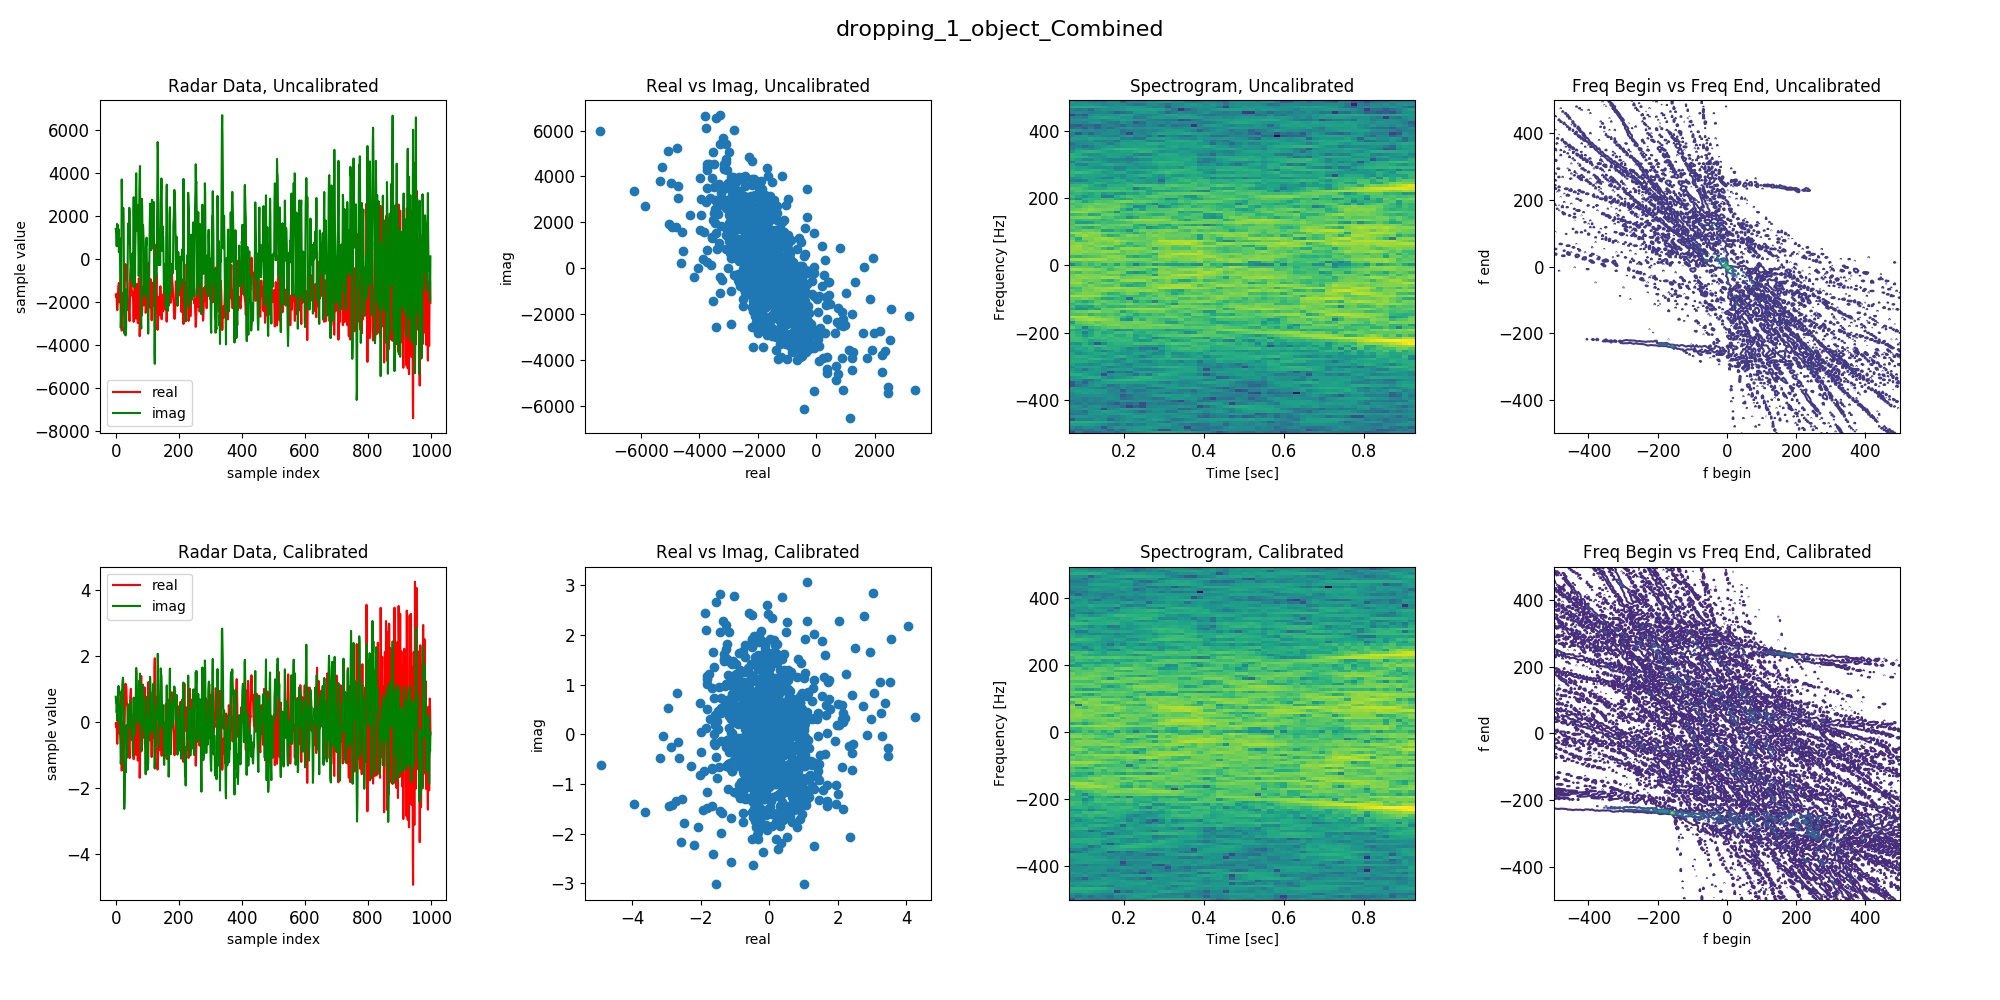 dropping_1_object_Combined
Radar Data, Uncalibrated
6000
4000
2000
0
−2000
−4000
−6000
−8000
sample value
real
imag
0 200 400 600 800 1000
sample index
Real vs Imag, Uncalibrated
6000
4000
2000
0
−2000
−4000
−6000
imag
−6000 −4000 −2000 0 2000
real
Spectrogram, Uncalibrated
400
200
0
−200
−400
Frequency [Hz]
0.2 0.4 0.6 0.8
Time [sec]
Freq Begin vs Freq End, Uncalibrated
400
200
0
−200
−400
f end
−400 −200 0 200 400
f begin
Radar Data, Calibrated
real
imag
4
2
0
−2
−4
sample value
0 200 400 600 800 1000
sample index
Real vs Imag, Calibrated
3
2
1
0
−1
−2
−3
imag
−4 −2 0 2 4
real
Spectrogram, Calibrated
400
200
0
−200
−400
Frequency [Hz]
0.2 0.4 0.6 0.8
Time [sec]
Freq Begin vs Freq End, Calibrated
400
200
0
−200
−400
f end
−400 −200 0 200 400
f begin